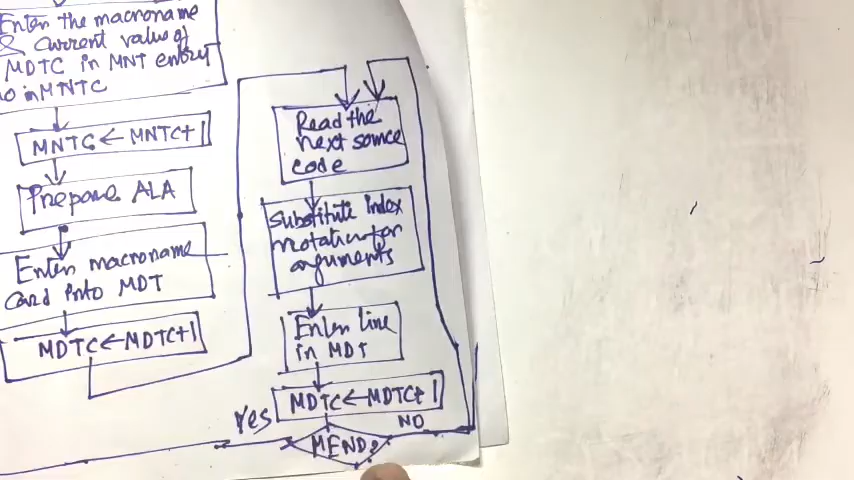 Enter the macroname
& Current value of
MDTC in MNT entry
no in MNTC
MNTC ← MNTC+1
Prepare ALA
Enter macroname
Card into MDT
MDTC ← MDTC+1
Read the
next source
code
Substitute index
notation for
arguments
Enter line
in MDT
MDTC ← MDTC+1
Yes
NO
MEND?